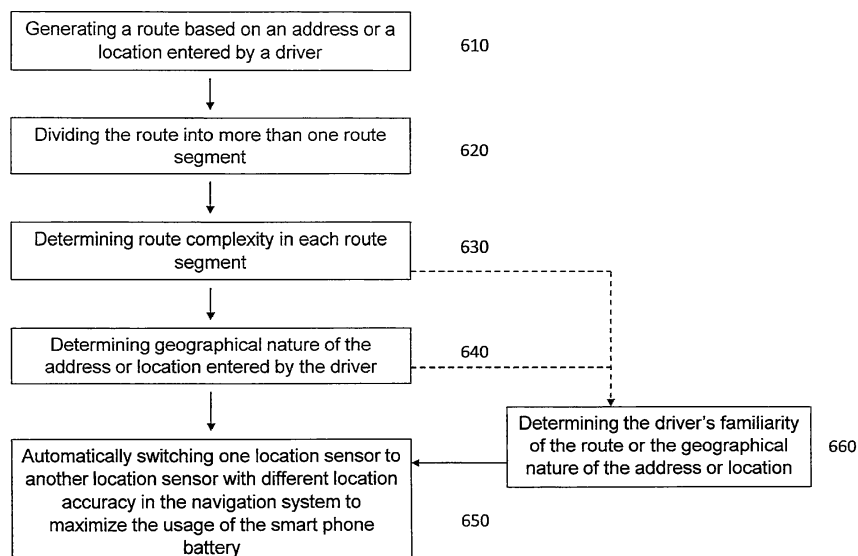 Generating a route based on an address or a
location entered by a driver
610
Dividing the route into more than one route
segment
620
Determining route complexity in each route
segment
630
Determining geographical nature of the
address or location entered by the driver
640
Determining the driver's familiarity
of the route or the geographical
nature of the address or location
660
Automatically switching one location sensor to
another location sensor with different location
accuracy in the navigation system to
maximize the usage of the smart phone
battery
650